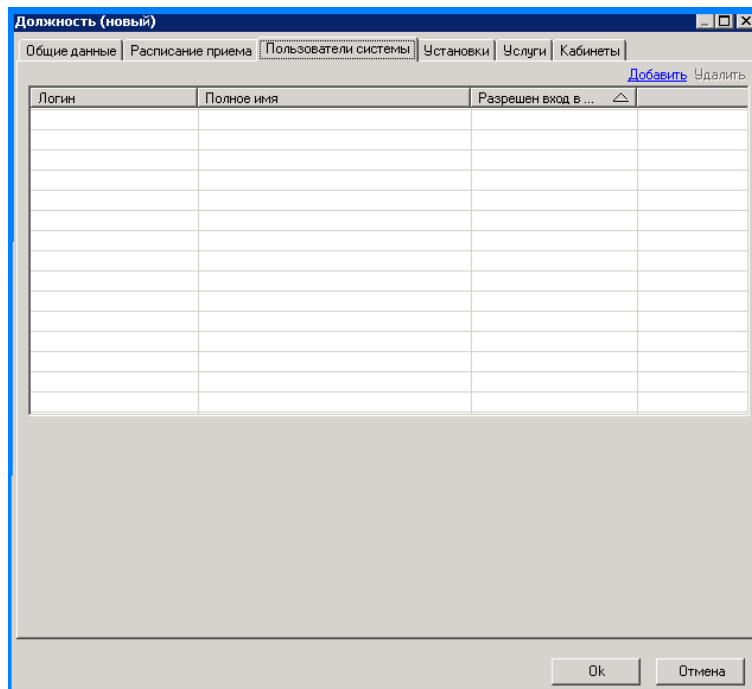 Должность (новый)
Общие данные Расписание приема Пользователи системы Установки Услуги Кабинеты
Добавить Удалить
Логин Полное имя Разрешен вход в ...
Ok Отмена